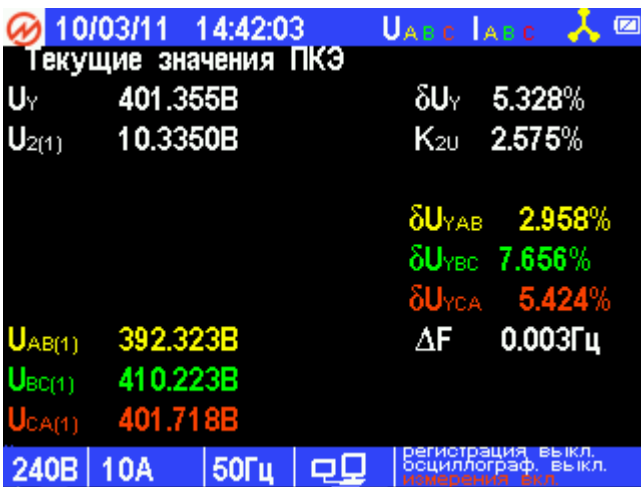 10/03/11 14:42:03 UABC IABC
Текущие значения ПКЭ
UY 401.355В δUY 5.328%
U2(1) 10.3350В K2U 2.575%
δUYAB 2.958%
δUYBC 7.656%
δUYCA 5.424%
UAB(1) 392.323В ΔF 0.003Гц
UBC(1) 410.223В
UCA(1) 401.718В
240В 10А 50Гц регистрация выкл.
осциллограф. выкл.
измерения вкл.